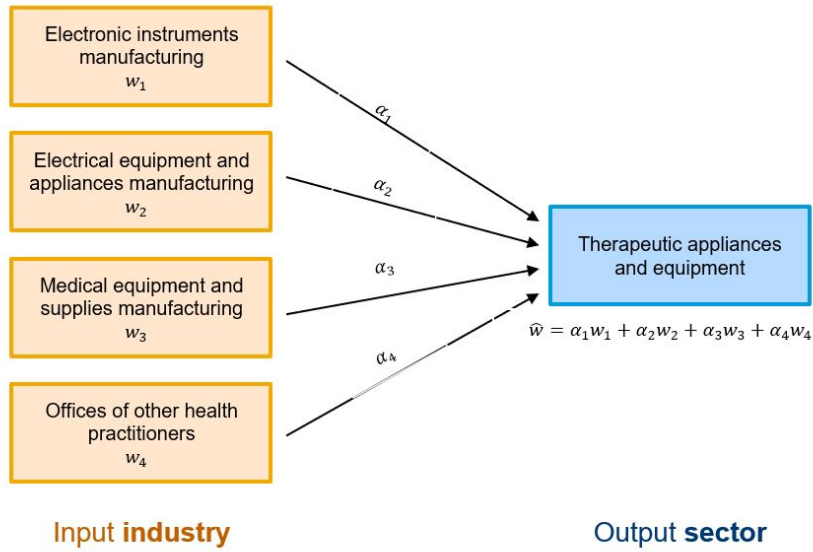 Electronic instruments
manufacturing
w₁
α₁
Electrical equipment and
appliances manufacturing
w₂
α₂
Medical equipment and
supplies manufacturing
w₃
α₃
Offices of other health
practitioners
w₄
α₄
Therapeutic appliances
and equipment
ŵ = α₁w₁ + α₂w₂ + α₃w₃ + α₄w₄
Input industry
Output sector